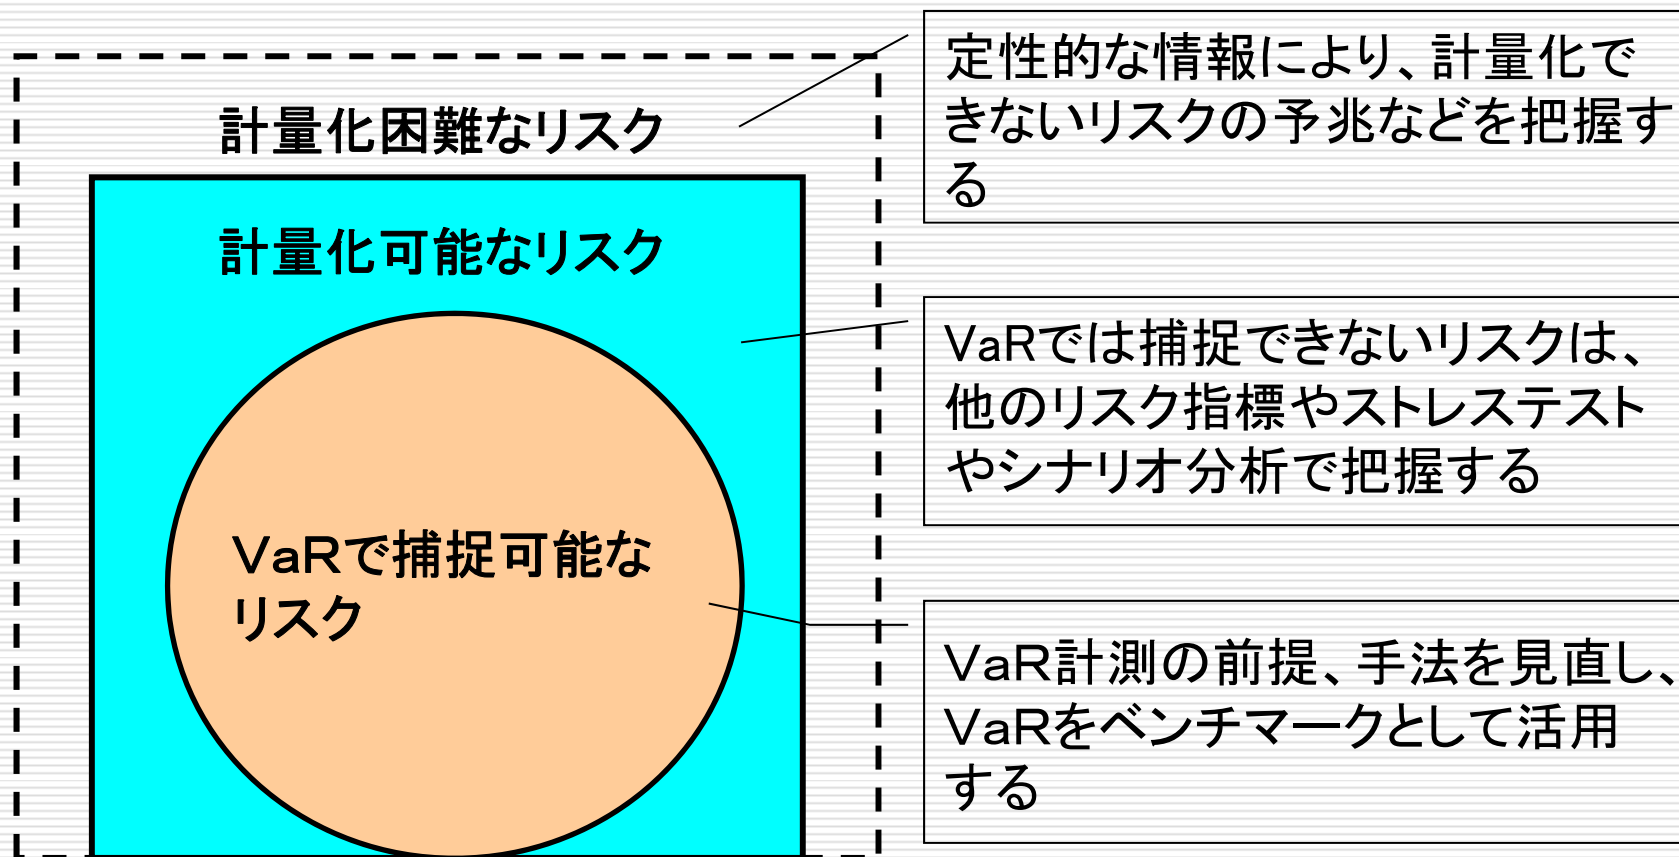 計量化困難なリスク
計量化可能なリスク
VaRで捕捉可能な
リスク
定性的な情報により、計量化で
きないリスクの予兆などを把握す
る
VaRでは捕捉できないリスクは、
他のリスク指標やストレステスト
やシナリオ分析で把握する
VaR計測の前提、手法を見直し、
VaRをベンチマークとして活用
する